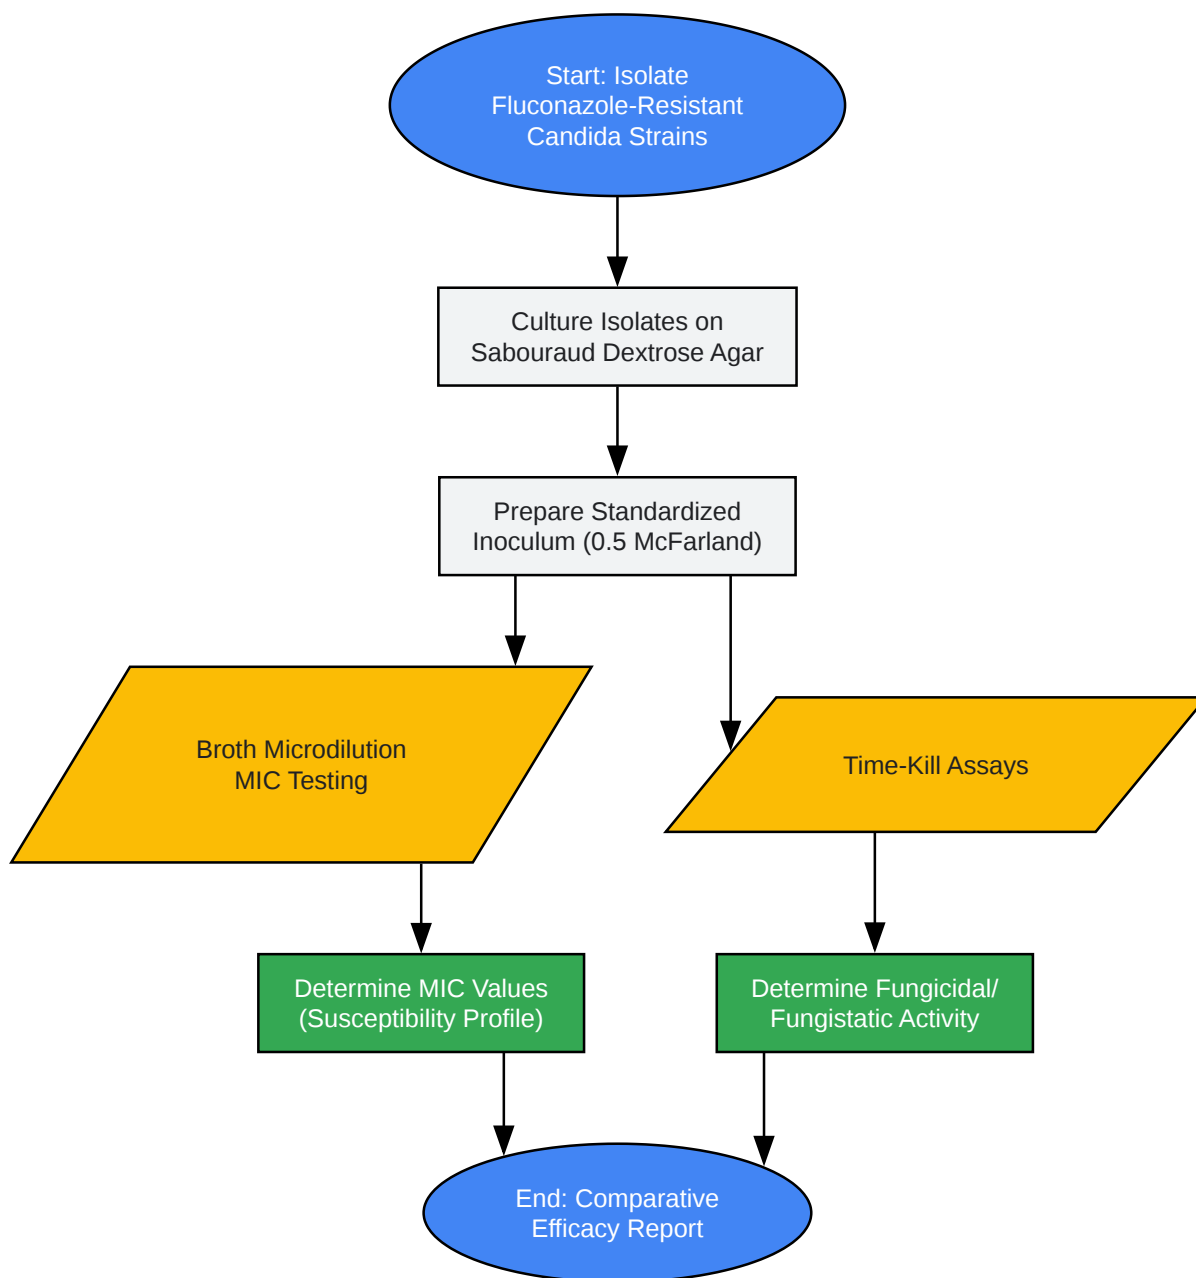 Start: Isolate
Fluconazole-Resistant
Candida Strains
Culture Isolates on
Sabouraud Dextrose Agar
Prepare Standardized
Inoculum (0.5 McFarland)
Broth Microdilution
MIC Testing
Time-Kill Assays
Determine MIC Values
(Susceptibility Profile)
Determine Fungicidal/
Fungistatic Activity
End: Comparative
Efficacy Report